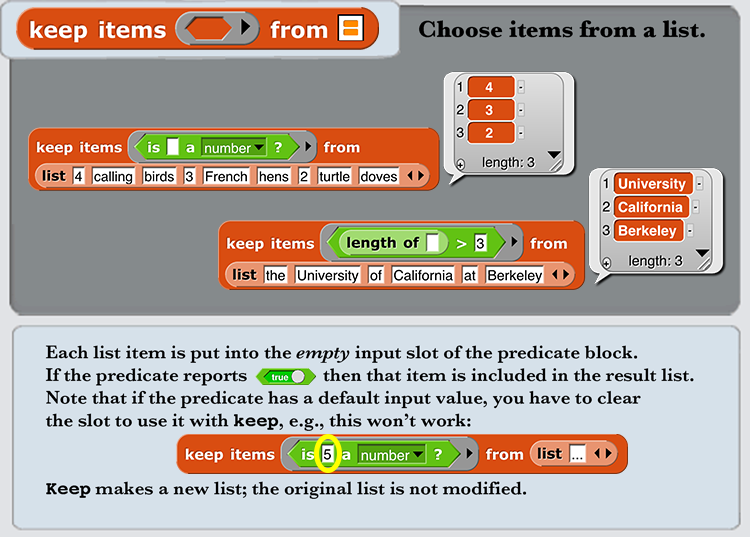 keep items from
Choose items from a list.
1 4
2 3
3 2
length: 3
keep items is a number ? from
list 4 calling birds 3 French hens 2 turtle doves
1 University
2 California
3 Berkeley
length: 3
keep items length of > 3 from
list the University of California at Berkeley
Each list item is put into the empty input slot of the predicate block.
If the predicate reports true then that item is included in the result list.
Note that if the predicate has a default input value, you have to clear
the slot to use it with keep, e.g., this won’t work:
keep items is 5 a number ? from list ...
Keep makes a new list; the original list is not modified.